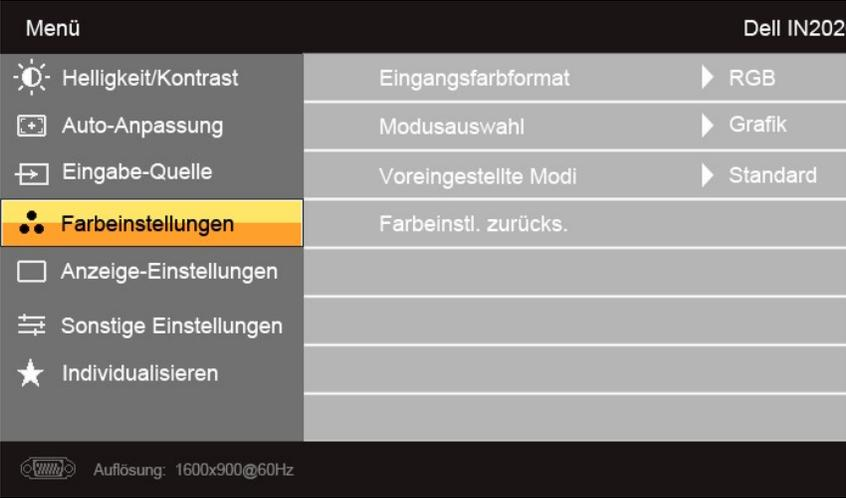 Menü Dell IN202
Helligkeit/Kontrast
Auto-Anpassung
Eingabe-Quelle
Farbeinstellungen
Anzeige-Einstellungen
Sonstige Einstellungen
Individualisieren
Eingangsfarbformat RGB
Modusauswahl Grafik
Voreingestellte Modi Standard
Farbeinstl. zurücks.
Auflösung: 1600x900@60Hz